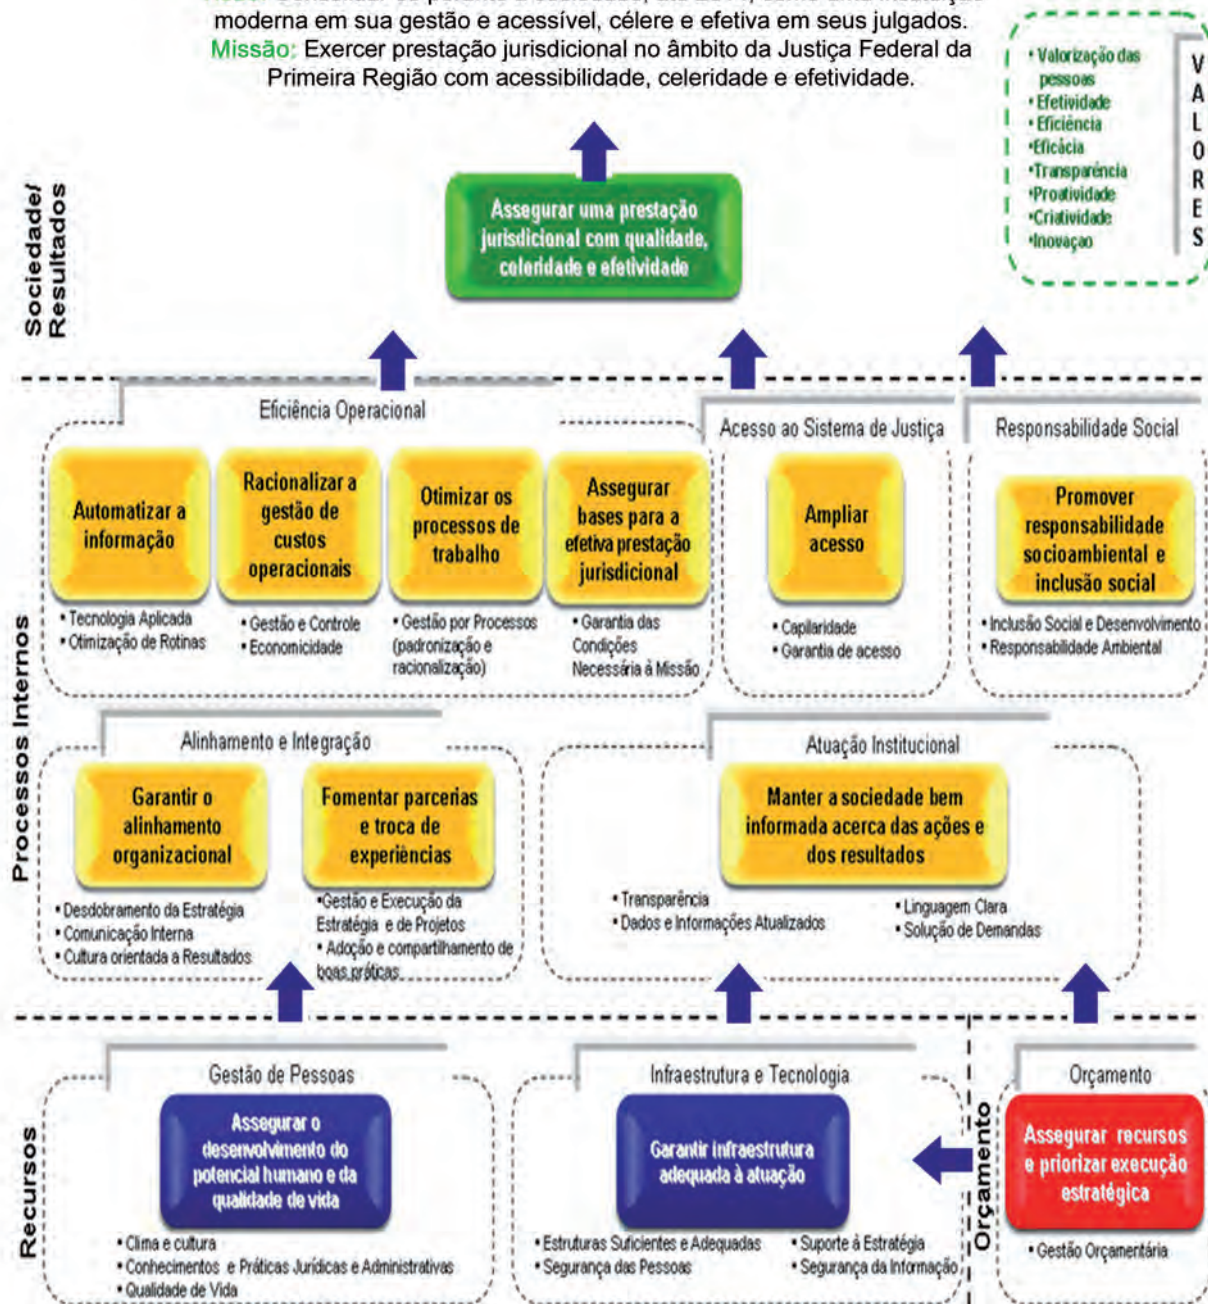 moderna em sua gestão e acessível, célere e efetiva em seus julgados.
Missão: Exercer prestação jurisdicional no âmbito da Justiça Federal da
Primeira Região com acessibilidade, celeridade e efetividade.
• Valorização das
pessoas
• Efetividade
• Eficiência
•Eficácia
•Transparência
•Proatividade
•Criatividade
•Inovaçao
VALORES
Sociedade/
Resultados
Assegurar uma prestação
jurisdicional com qualidade,
celeridade e efetividade
Processos Internos
Eficiência Operacional
Automatizar a
informação
• Tecnologia Aplicada
• Otimização de Rotinas
Racionalizar a
gestão de
custos
operacionais
• Gestão e Controle
• Economicidade
Otimizar os
processos de
trabalho
• Gestão por Processos
(padronização e
racionalização)
Assegurar
bases para a
efetiva prestação
jurisdicional
• Garantia das
Condições
Necessária à Missão
Acesso ao Sistema de Justiça
Ampliar
acesso
• Capilaridade
• Garantia de acesso
Responsabilidade Social
Promover
responsabilidade
socioambiental e
inclusão social
• Inclusão Social e Desenvolvimento
• Responsabilidade Ambiental
Alinhamento e Integração
Garantir o
alinhamento
organizacional
• Desdobramento da Estratégia
• Comunicação Interna
• Cultura orientada a Resultados
Fomentar parcerias
e troca de
experiências
•Gestão e Execução da
Estratégia e de Projetos
• Adoção e compartilhamento de
boas práticas
Atuação Institucional
Manter a sociedade bem
informada acerca das ações e
dos resultados
• Transparência
• Dados e Informações Atualizados
• Linguagem Clara
• Solução de Demandas
Recursos
Gestão de Pessoas
Assegurar o
desenvolvimento do
potencial humano e da
qualidade de vida
• Clima e cultura
• Conhecimentos e Práticas Jurídicas e Administrativas
• Qualidade de Vida
Infraestrutura e Tecnologia
Garantir infraestrutura
adequada à atuação
• Estruturas Suficientes e Adequadas
• Segurança das Pessoas
• Suporte à Estratégia
• Segurança da Informação
Orçamento
Orçamento
Assegurar recursos
e priorizar execução
estratégica
• Gestão Orçamentária